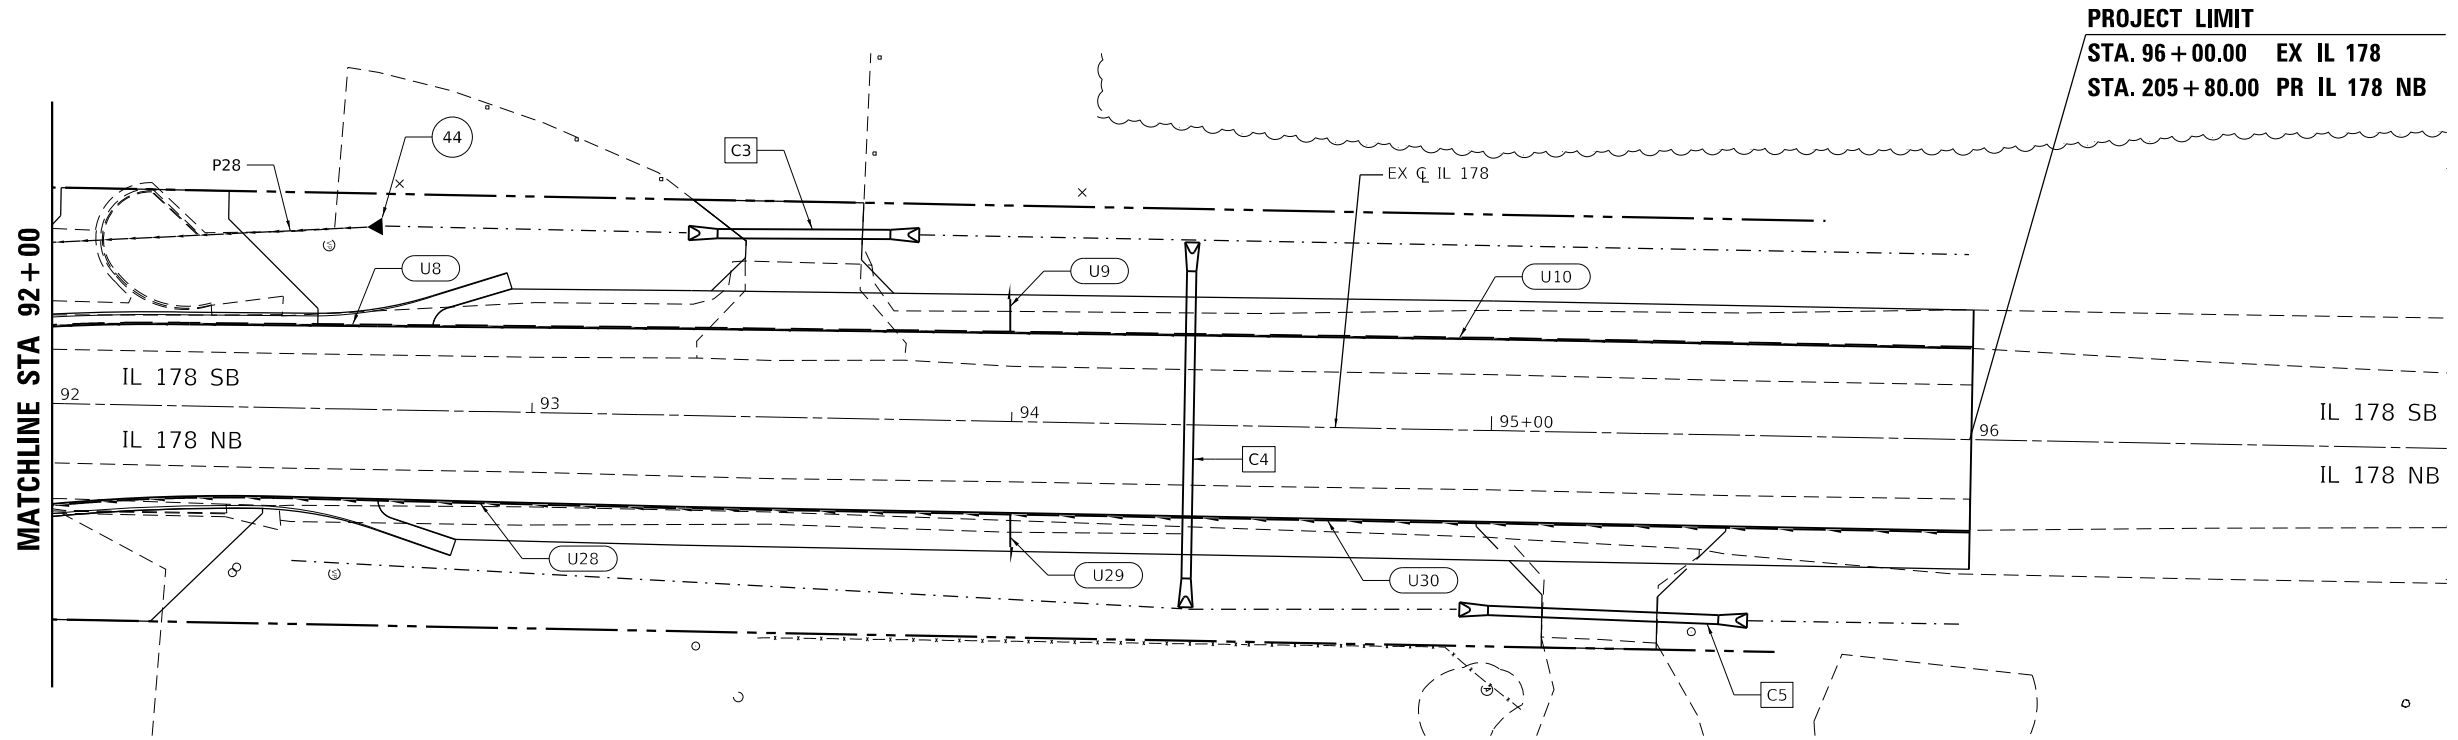 PROJECT LIMIT
STA. 96+00.00 EX IL 178
STA. 205+80.00 PR IL 178 NB
44
C3
P28
EX ℄ IL 178
U8
U9
U10
MATCHLINE STA 92+00
IL 178 SB
92
93
94
95+00
96
IL 178 SB
IL 178 NB
C4
IL 178 NB
U28
U29
U30
C5